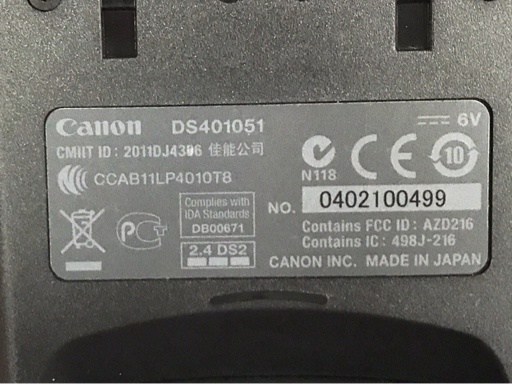 Canon DS401051 6V
CMIIT ID : 2011DJ4396 佳能公司
CCAB11LP4010T8
N118
10
Complies with
IDA Standards
DB00671
2.4 DS2
NO. 0402100499
Contains FCC ID : AZD216
Contains IC : 498J-216
CANON INC. MADE IN JAPAN